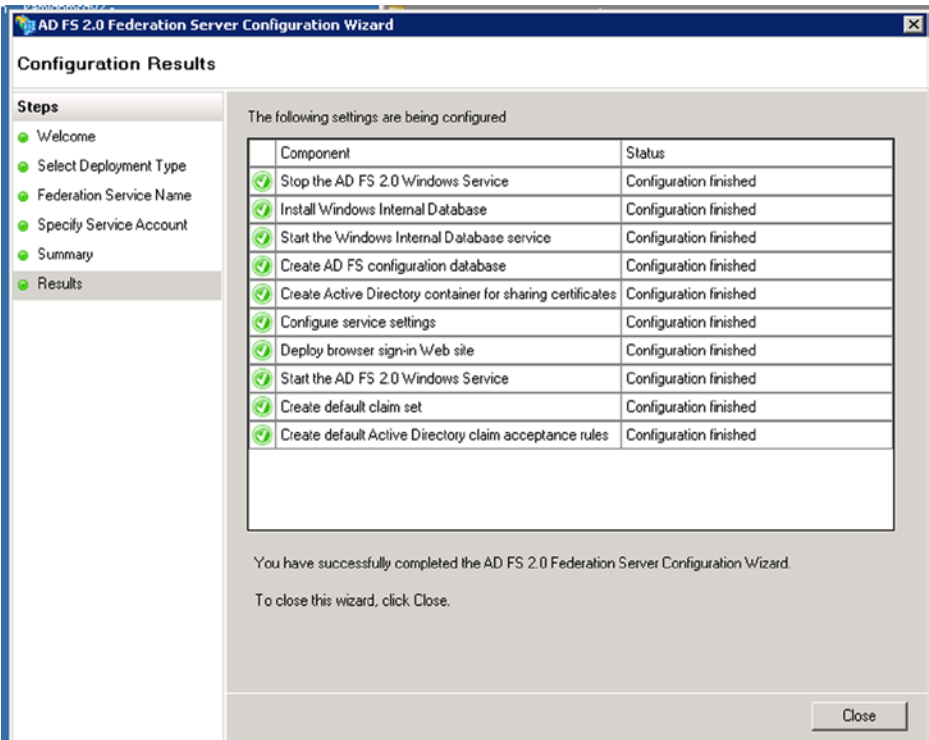 AD FS 2.0 Federation Server Configuration Wizard
Configuration Results
Steps
Welcome
Select Deployment Type
Federation Service Name
Specify Service Account
Summary
Results
The following settings are being configured
Component Status
Stop the AD FS 2.0 Windows Service Configuration finished
Install Windows Internal Database Configuration finished
Start the Windows Internal Database service Configuration finished
Create AD FS configuration database Configuration finished
Create Active Directory container for sharing certificates Configuration finished
Configure service settings Configuration finished
Deploy browser sign-in Web site Configuration finished
Start the AD FS 2.0 Windows Service Configuration finished
Create default claim set Configuration finished
Create default Active Directory claim acceptance rules Configuration finished
You have successfully completed the AD FS 2.0 Federation Server Configuration Wizard.
To close this wizard, click Close.
Close